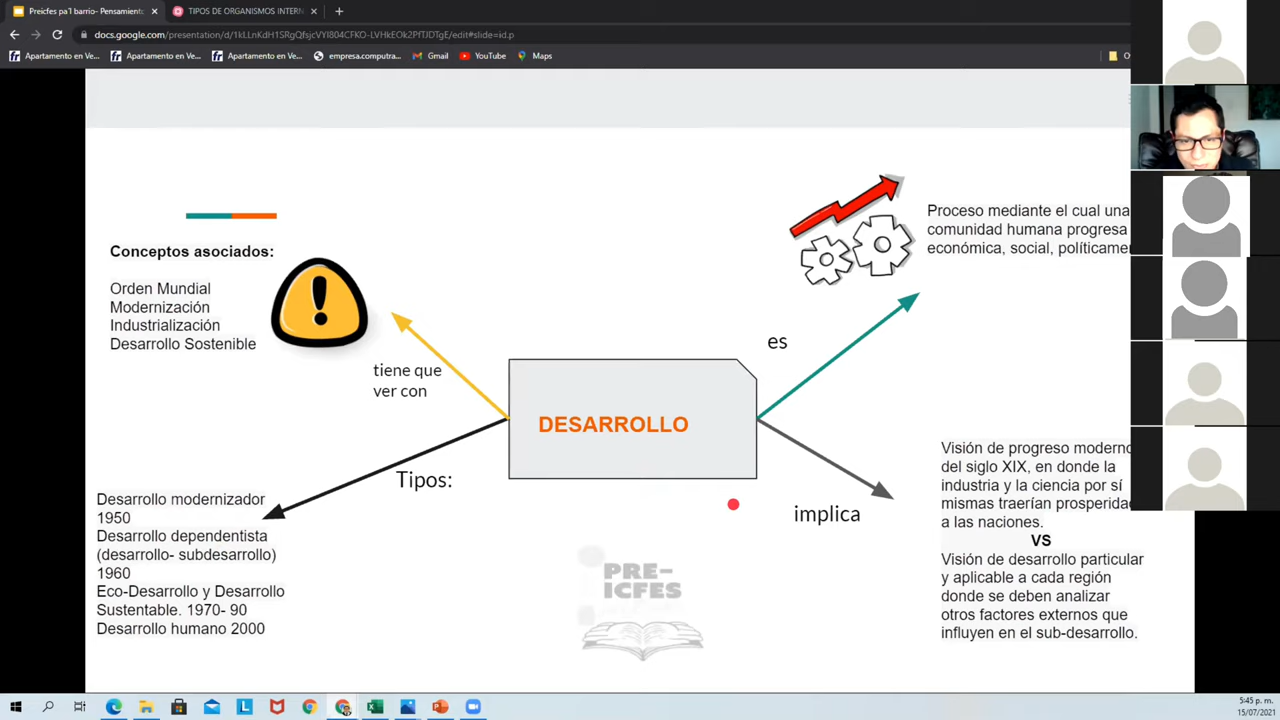 Preicfes pa'l barrio- Pensamiento
TIPOS DE ORGANISMOS INTERN
docs.google.com/presentation/d/1kLLnKdH1SRgQfsjcVYI804CFKO-LVHkEOk2PfTJDTgE/edit#slide=id.p
Apartamento en Ve...
Apartamento en Ve...
Apartamento en Ve...
empresa.computra...
Gmail
YouTube
Maps
Conceptos asociados:
Orden Mundial
Modernización
Industrialización
Desarrollo Sostenible
tiene que
ver con
Proceso mediante el cual una
comunidad humana progresa
económica, social, políticamen
es
DESARROLLO
Tipos:
Desarrollo modernizador
1950
Desarrollo dependentista
(desarrollo- subdesarrollo)
1960
Eco-Desarrollo y Desarrollo
Sustentable. 1970- 90
Desarrollo humano 2000
implica
Visión de progreso moderno
del siglo XIX, en donde la
industria y la ciencia por sí
mismas traerían prosperidad
a las naciones.
VS
Visión de desarrollo particular
y aplicable a cada región
donde se deben analizar
otros factores externos que
influyen en el sub-desarrollo.
PRE-
ICFES
5:45 p. m.
15/07/2021